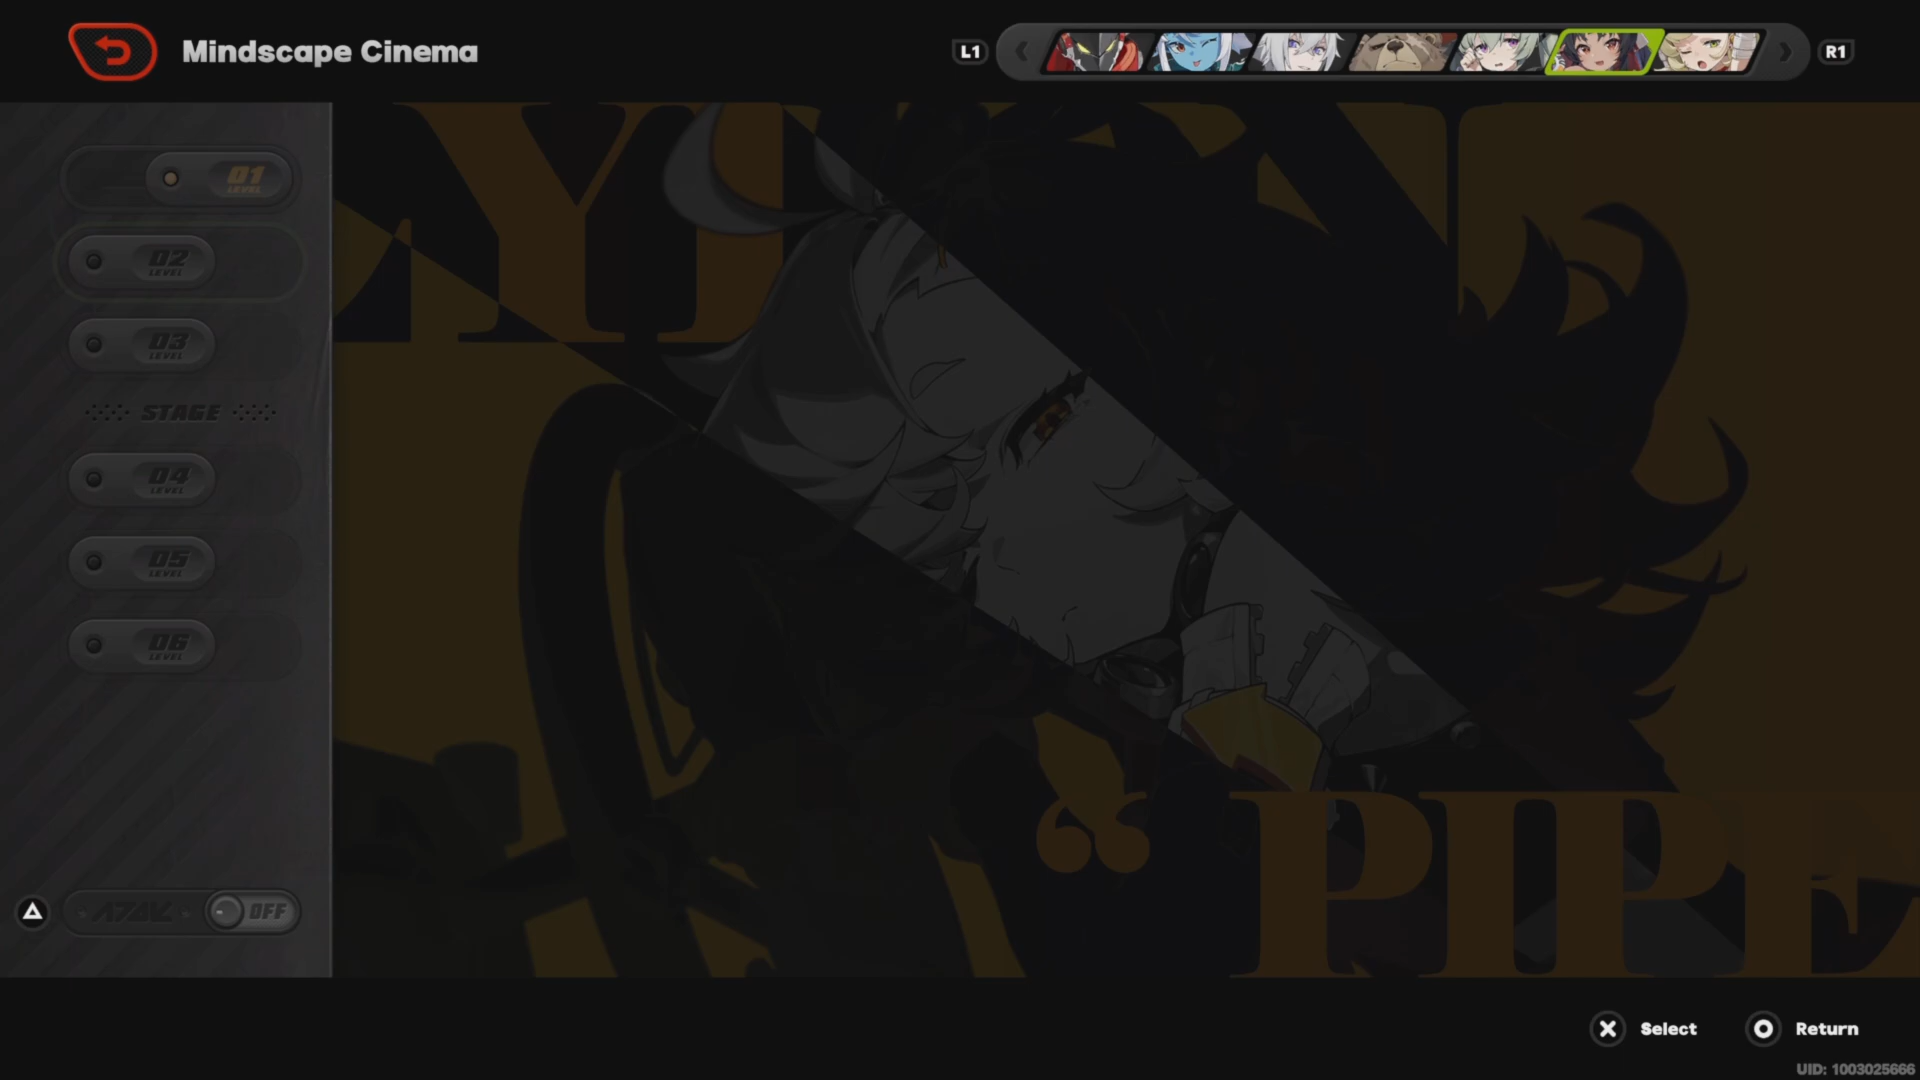 Mindscape Cinema
L1
R1
01
LEVEL
02
LEVEL
03
LEVEL
STAGE
04
LEVEL
05
LEVEL
06
LEVEL
OFF
“ PIPE
Select
Return
UID: 1003025666